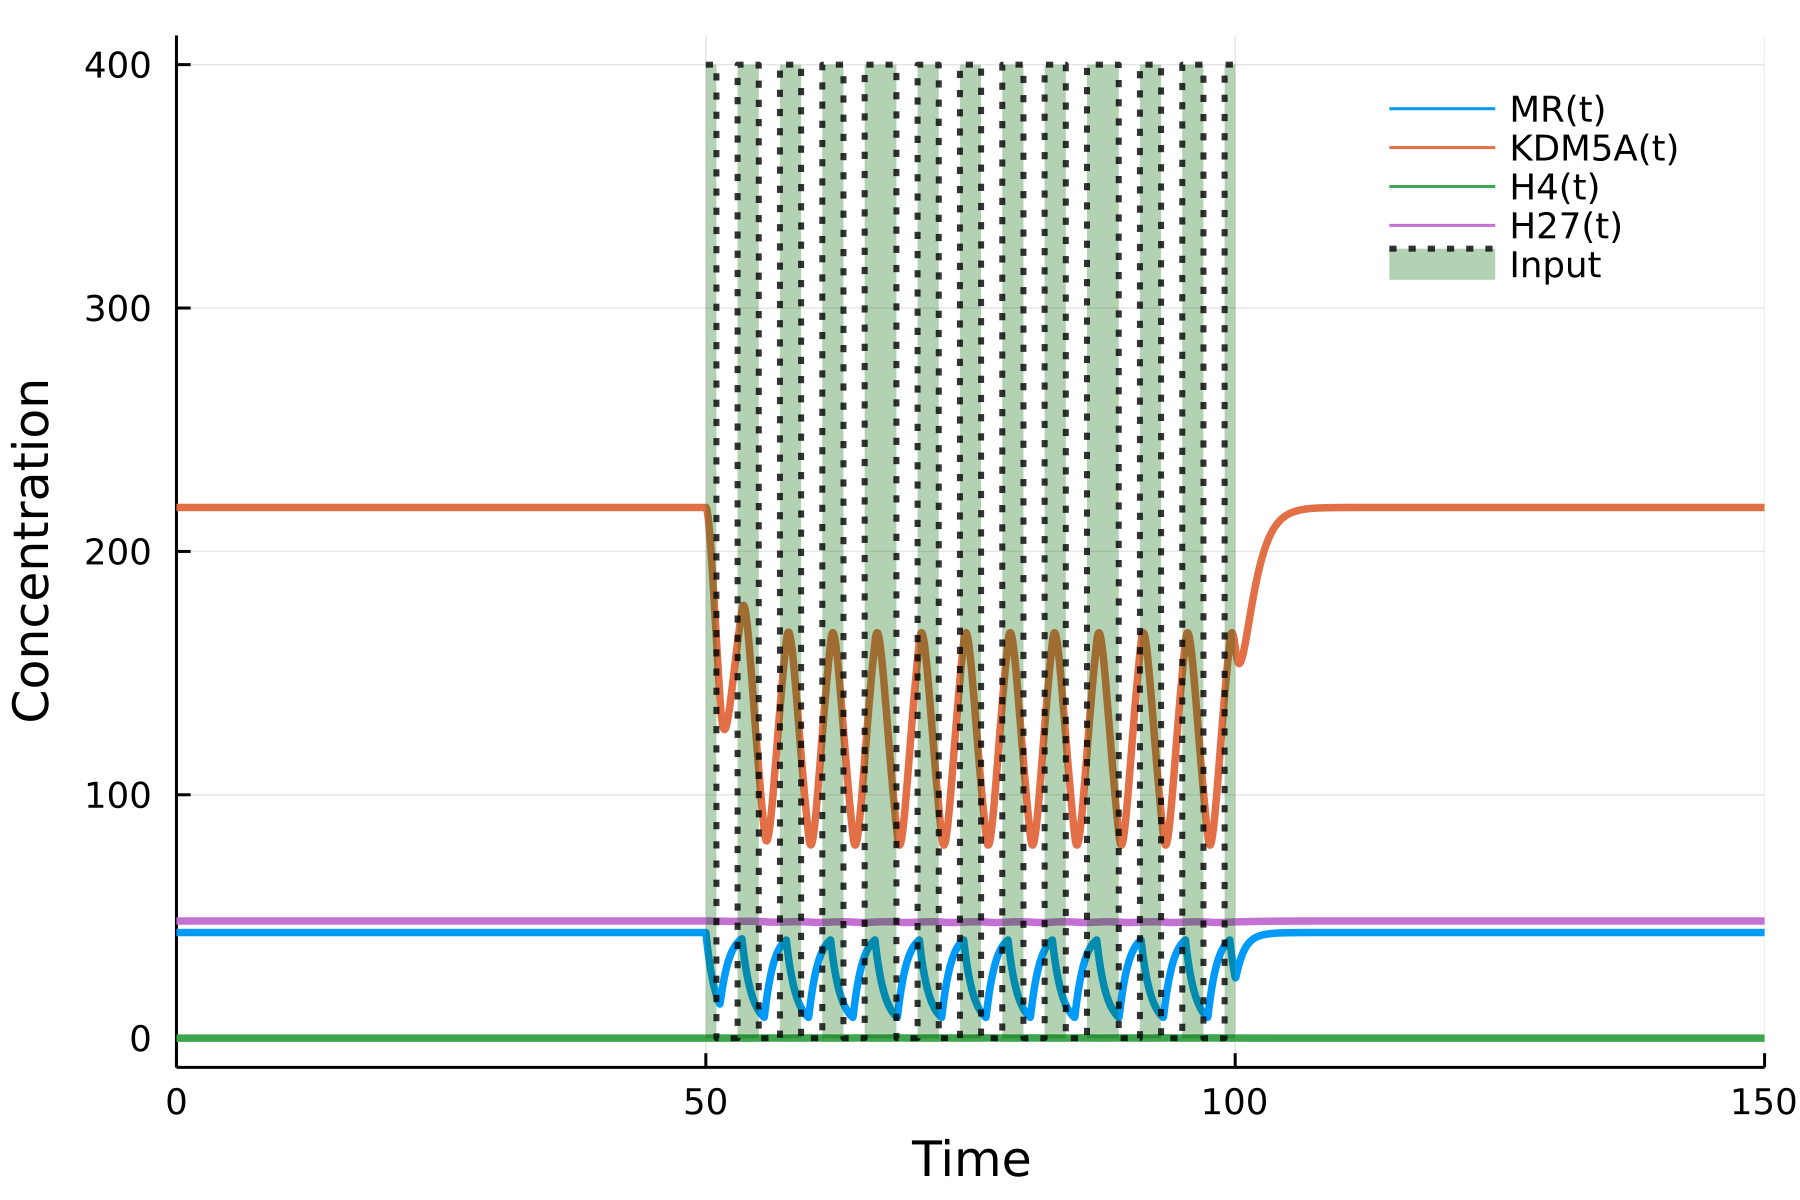 400
300
200
100
0
Concentration
MR(t)
KDM5A(t)
H4(t)
H27(t)
Input
0 50 100 150
Time